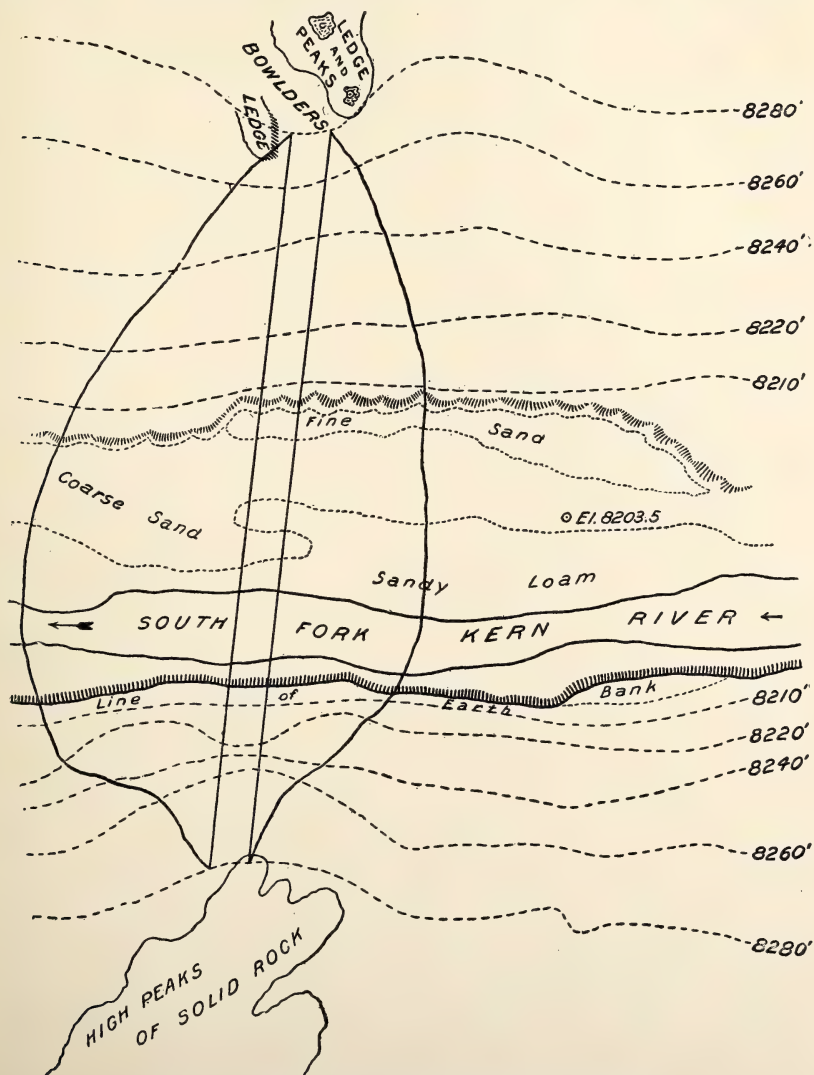 LEDGE
AND
PEAKS
BOWLDERS
LEDGE
8280'
8260'
8240'
8220'
8210'
Fine Sand
Coarse Sand
El. 8203.5
Sandy Loam
SOUTH FORK KERN RIVER
Line of Earth Bank
8210'
8220'
8240'
8260'
8280'
HIGH PEAKS
OF SOLID ROCK